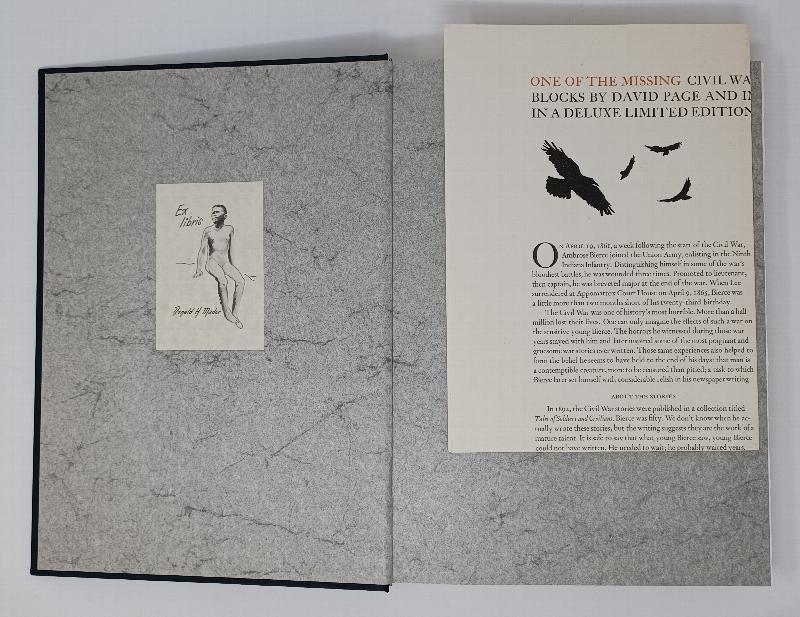 Ex
libris
Donald H Mader
ONE OF THE MISSING CIVIL WA
BLOCKS BY DAVID PAGE AND IN
IN A DELUXE LIMITED EDITION
ON APRIL 19, 1861, a week following the start of the Civil War,
Ambrose Bierce joined the Union Army, enlisting in the Ninth
Indiana Infantry. Distinguishing himself in some of the war's
bloodiest battles, he was wounded three times. Promoted to lieutenant,
then captain, he was breveted major at the end of the war. When Lee
surrendered at Appomattox Court House on April 9, 1865, Bierce was
a little more than two months short of his twenty-third birthday.
The Civil War was one of history's most horrible. More than a half
million lost their lives. One can only imagine the effects of such a war on
the sensitive young Bierce. The horrors he witnessed during those war
years stayed with him and later inspired some of the most poignant and
gruesome war stories ever written. Those same experiences also helped to
form the belief he seems to have held to the end of his days: that man is
a contemptible creature, more to be censured than pitied; a task to which
Bierce later set himself with considerable relish in his newspaper writing.
ABOUT THE STORIES
In 1892, the Civil War stories were published in a collection titled
Tales of Soldiers and Civilians. Bierce was fifty. We don't know when he ac-
tually wrote these stories, but the writing suggests they are the work of a
mature talent. It is safe to say that what young Bierce saw, young Bierce
could not have written. He needed to wait; he probably waited years,